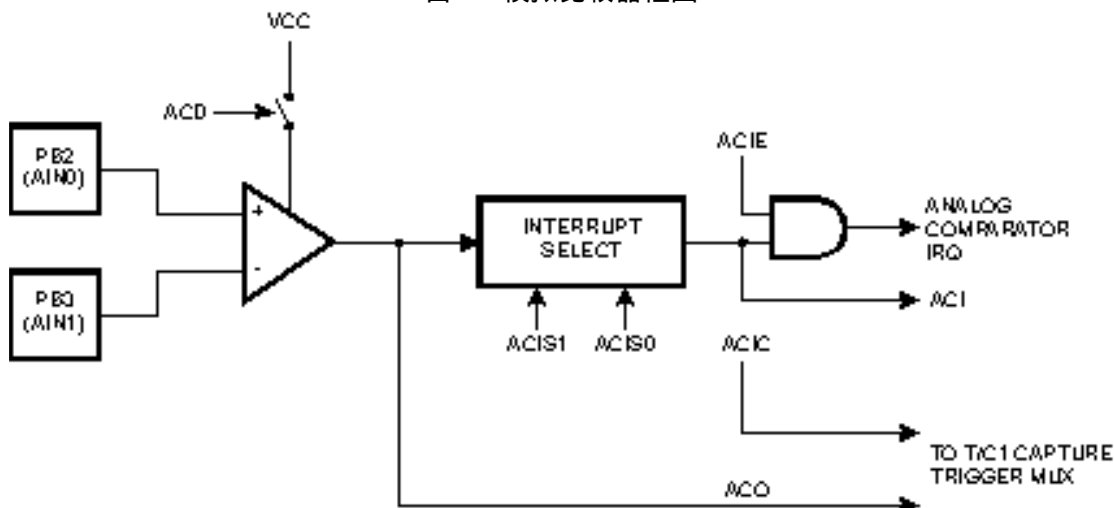 VCC
ACD
PB2
(AIN0)
PB3
(AIN1)
+
-
INTERRUPT
SELECT
ACIS1
ACIS0
ACIE
ANALOG
COMPARATOR
IRQ
ACI
ACIC
TO T/C1 CAPTURE
TRIGGER MUX
ACO